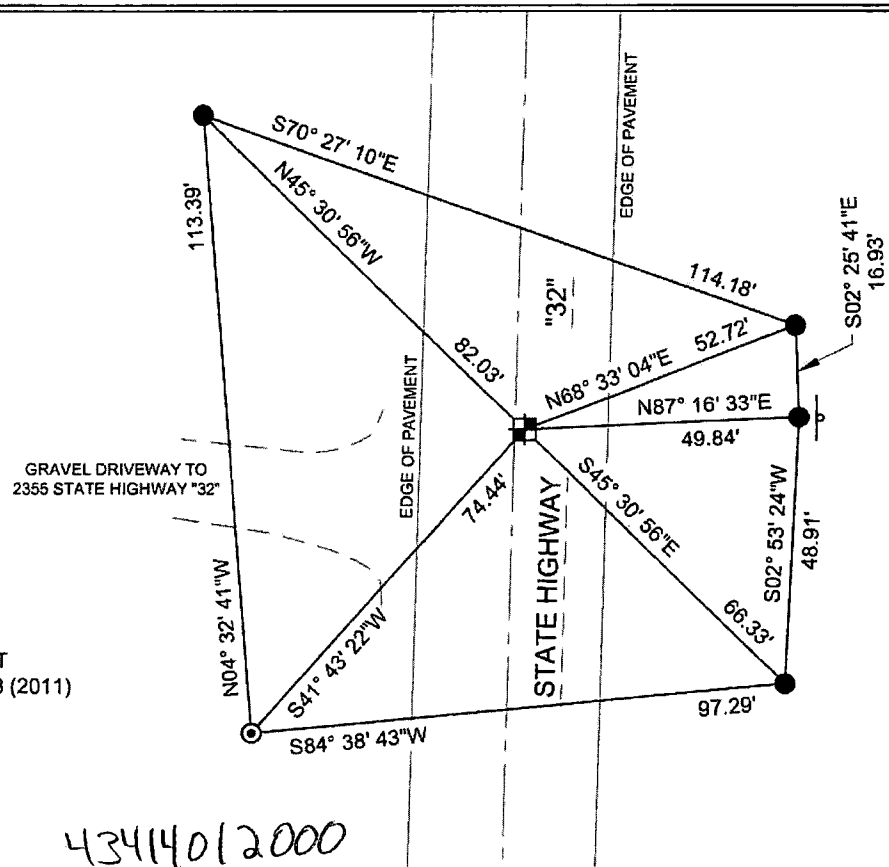 S70° 27' 10"E
114.18'
N45° 30' 56"W
82.03'
113.39'
N04° 32' 41"W
EDGE OF PAVEMENT
"32"
S02° 25' 41"E
16.93'
N68° 33' 04"E
52.72'
N87° 16' 33"E
49.84'
EDGE OF PAVEMENT
GRAVEL DRIVEWAY TO
2355 STATE HIGHWAY "32"
74.44'
S41° 43' 22"W
STATE HIGHWAY
S45° 30' 56"E
66.33'
S02° 53' 24"W
48.91'
T
(2011)
S84° 38' 43"W
97.29'
43414012000